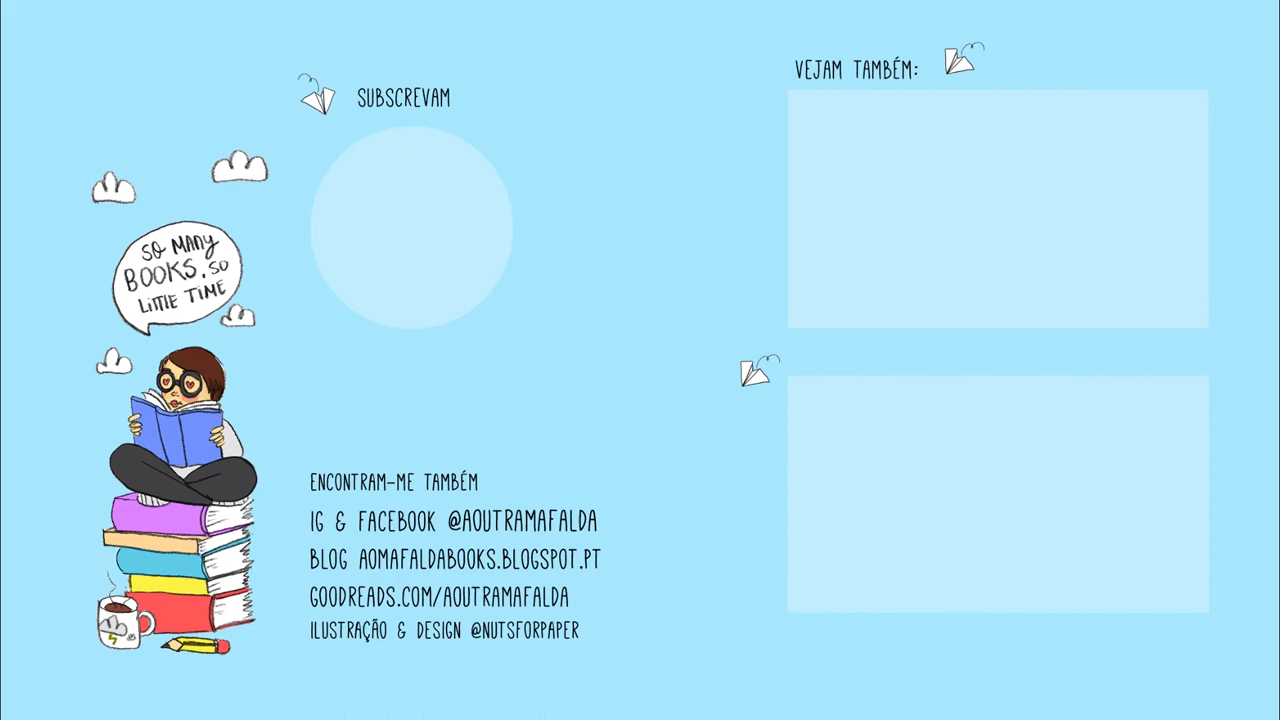 VEJAM TAMBÉM:
SUBSCREVAM
SO MANY
BOOKS, SO
LITTLE TIME
ENCONTRAM-ME TAMBÉM
IG & FACEBOOK @AOUTRAMAFALDA
BLOG AOMAFALDABOOKS.BLOGSPOT.PT
GOODREADS.COM/AOUTRAMAFALDA
ILUSTRAÇÃO & DESIGN @NUTSFORPAPER